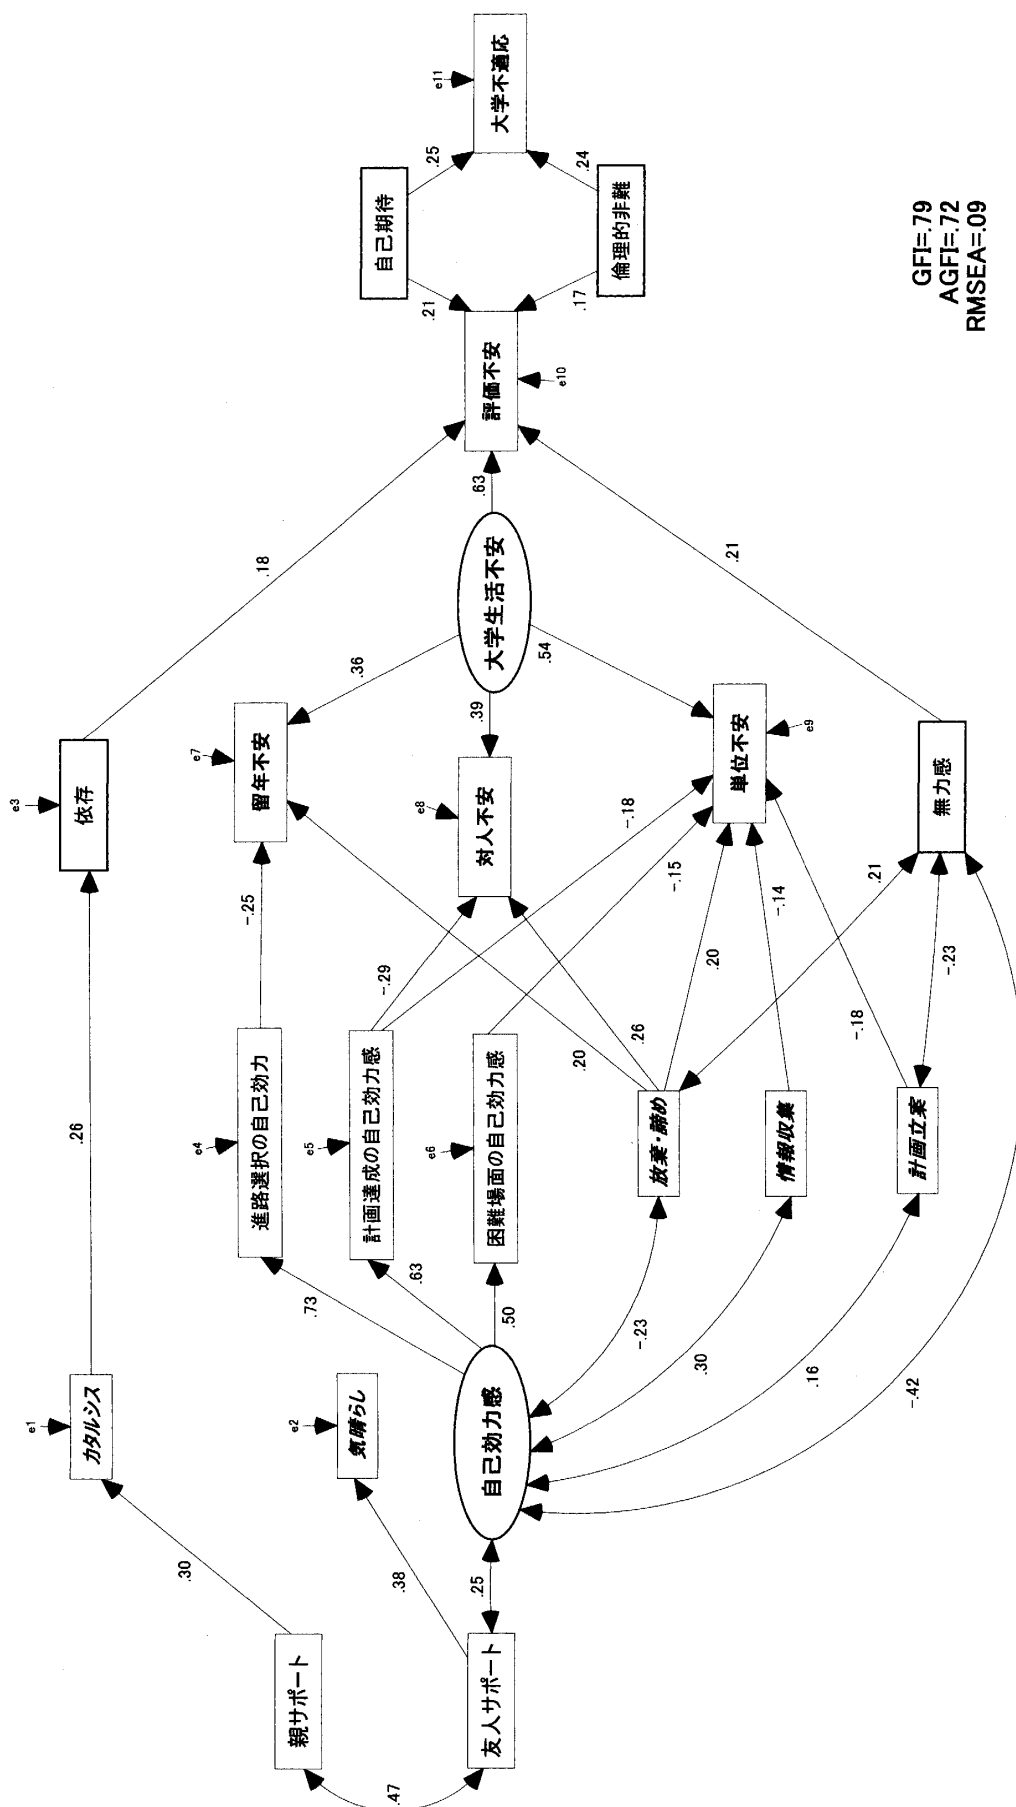 e1
カタルシス
e3
依存
親サポート
友人サポート
e2
気晴らし
自己効力感
e4
進路選択の自己効力
e5
計画達成の自己効力感
e6
困難場面の自己効力感
放棄・諦め
情報収集
計画立案
e7
留年不安
e8
対人不安
単位不安
e9
無力感
大学生活不安
評価不安
e10
自己期待
倫理的非難
e11
大学不適応
.47
.30
.38
.25
.26
.73
.63
.50
-.23
.30
.16
-.42
-.25
-.29
-.18
-.15
.20
.26
.20
-.14
-.18
.21
-.23
.36
.39
.54
.63
.18
.21
.21
.17
.25
.24
GFI=.79
AGFI=.72
RMSEA=.09